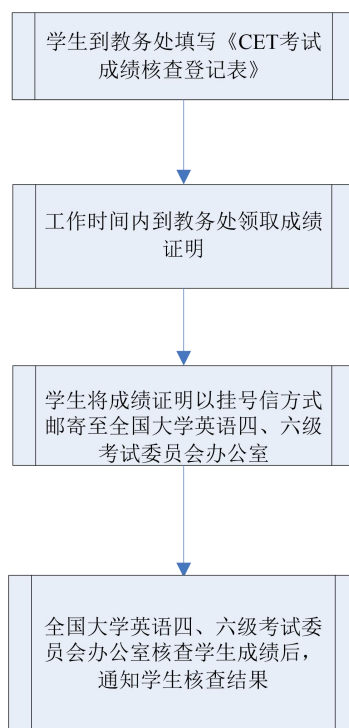 学生到教务处填写《CET考试
成绩核查登记表》
工作时间内到教务处领取成绩
证明
学生将成绩证明以挂号信方式
邮寄至全国大学英语四、六级
考试委员会办公室
全国大学英语四、六级考试委
员会办公室核查学生成绩后，
通知学生核查结果